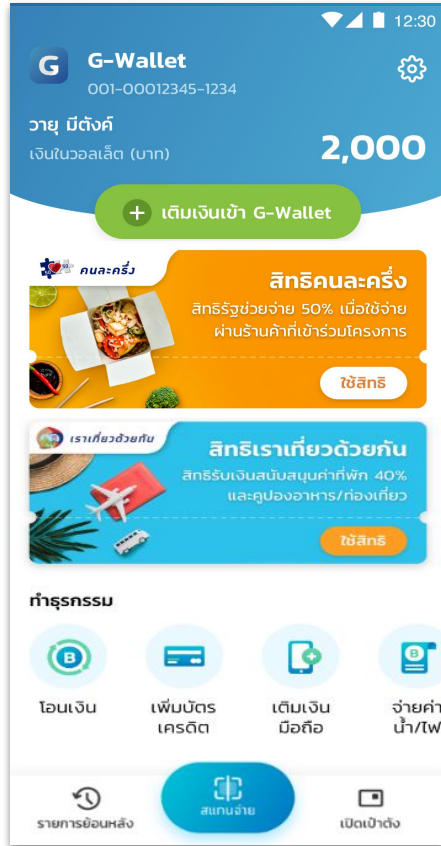 12:30
G
G-Wallet
001-00012345-1234
วายุ มีตังค์
เงินในวอลเล็ต (บาท)
2,000
+ เติมเงินเข้า G-Wallet
คนละครึ่ง
สิทธิคนละครึ่ง
สิทธิรัฐช่วยจ่าย 50% เมื่อใช้จ่าย
ผ่านร้านค้าที่เข้าร่วมโครงการ
ใช้สิทธิ
เราเที่ยวด้วยกัน
สิทธิเราเที่ยวด้วยกัน
สิทธิรับเงินสนับสนุนค่าที่พัก 40%
และคูปองอาหาร/ท่องเที่ยว
ใช้สิทธิ
ทำธุรกรรม
โอนเงิน
เพิ่มบัตร
เครดิต
เติมเงิน
มือถือ
จ่ายค่า
น้ำ/ไฟ
รายการย้อนหลัง
สแกนจ่าย
เปิดเป๋าตัง